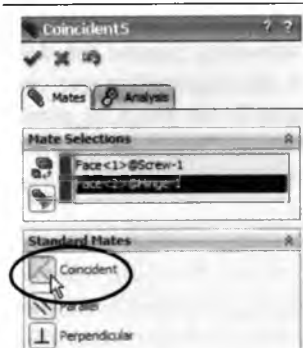 Coincident5 ? ?
Mates Analysis
Mate Selections
Face<1>@Screw-1
Face<2>@Hinge-1
Standard Mates
Coincident
Parallel
Perpendicular